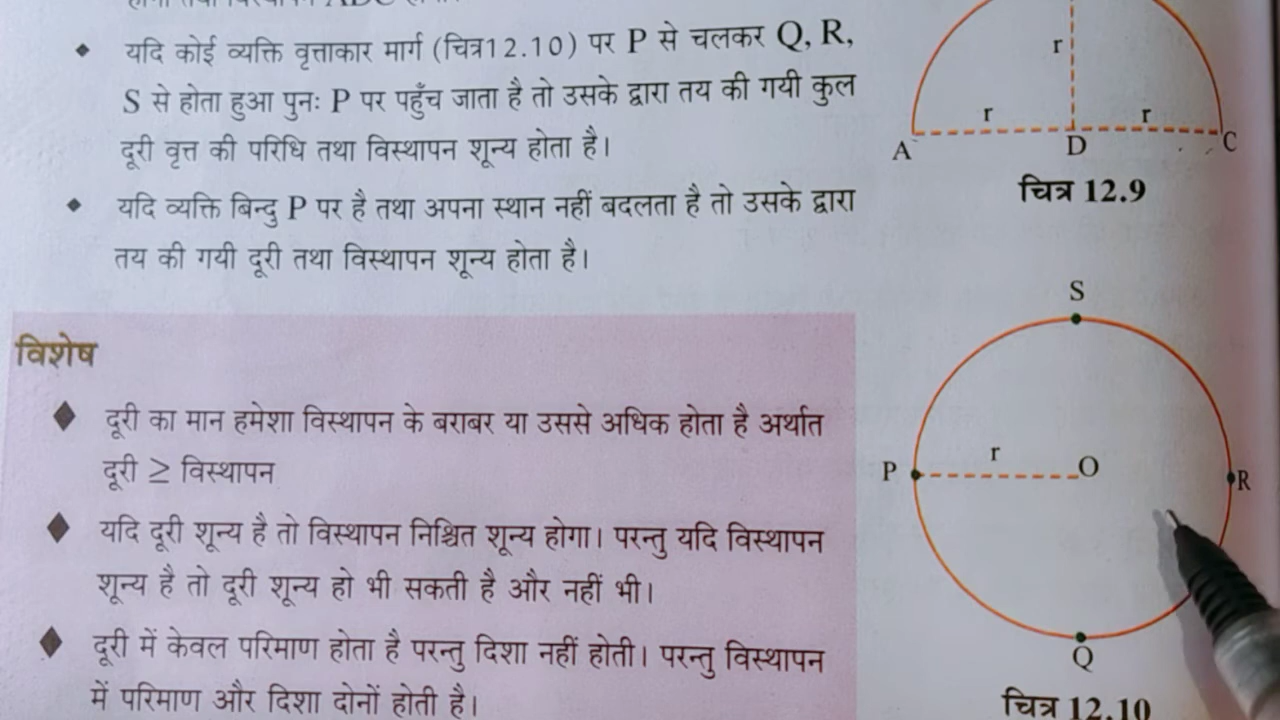 यदि कोई व्यक्ति वृत्ताकार मार्ग (चित्र12.10) पर P से चलकर Q, R,
S से होता हुआ पुनः P पर पहुँच जाता है तो उसके द्वारा तय की गयी कुल
दूरी वृत्त की परिधि तथा विस्थापन शून्य होता है।
यदि व्यक्ति बिन्दु P पर है तथा अपना स्थान नहीं बदलता है तो उसके द्वारा
तय की गयी दूरी तथा विस्थापन शून्य होता है।
विशेष
दूरी का मान हमेशा विस्थापन के बराबर या उससे अधिक होता है अर्थात
दूरी ≥ विस्थापन
यदि दूरी शून्य है तो विस्थापन निश्चित शून्य होगा। परन्तु यदि विस्थापन
शून्य है तो दूरी शून्य हो भी सकती है और नहीं भी।
दूरी में केवल परिमाण होता है परन्तु दिशा नहीं होती। परन्तु विस्थापन
में परिमाण और दिशा दोनों होती है।
r
r r
A D C
चित्र 12.9
S
r
P O R
Q
चित्र 12.10